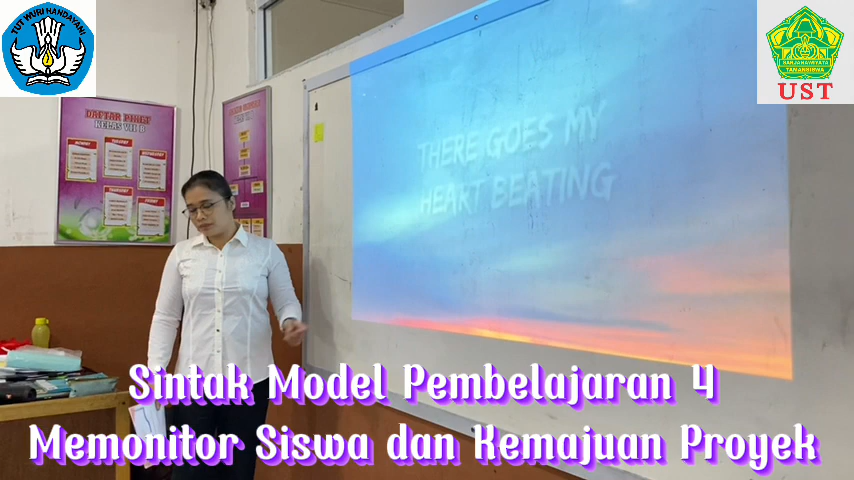 TUT WURI HANDAYANI
SARJANAWIYATA
TAMANSISWA
UST
DAFTAR PIKET
KELAS VII B
THERE GOES MY
HEART BEATING
Sintak Model Pembelajaran 4
Memonitor Siswa dan Kemajuan Proyek